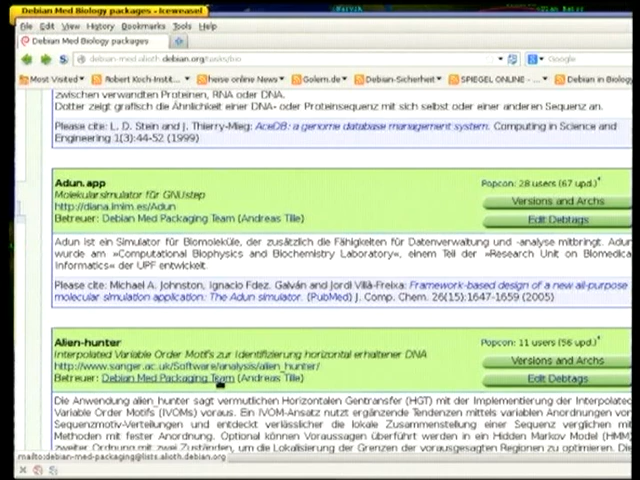 Debian Med Biology packages - Iceweasel
File Edit View History Bookmarks Tools Help
Debian Med Biology packages
debian-med.alioth.debian.org/tasks/bio
Google
Most Visited Robert Koch-Instit... heise online News Golem.de Debian-Sicherheit SPIEGEL ONLINE - ... Debian in Biology
zwischen verwandten Proteinen, RNA oder DNA.
Dotter zeigt grafisch die Ähnlichkeit einer DNA- oder Proteinsequenz mit sich selbst oder einer anderen Sequenz an.
Please cite: L. D. Stein and J. Thierry-Mieg: AceDB: a genome database management system. Computing in Science and
Engineering 1(3):44-52 (1999)
Adun.app
Popcon: 28 users (67 upd.)*
Molekularsimulator für GNUstep
Versions and Archs
http://diana.imim.es/Adun
Betreuer: Debian Med Packaging Team (Andreas Tille)
Edit Debtags
Adun ist ein Simulator für Biomoleküle, der zusätzlich die Fähigkeiten für Datenverwaltung und -analyse mitbringt. Adun
wurde am »Computational Biophysics and Biochemistry Laboratory«, einem Teil der »Research Unit on Biomedica
Informatics« der UPF entwickelt.
Please cite: Michael A. Johnston, Ignacio Fdez. Galván and Jordi Villà-Freixa: Framework-based design of a new all-purpose
molecular simulation application: The Adun simulator. (PubMed) J. Comp. Chem. 26(15):1647-1659 (2005)
Alien-hunter
Popcon: 11 users (56 upd.)*
Interpolated Variable Order Motifs zur Identifizierung horizontal erhaltener DNA
Versions and Archs
http://www.sanger.ac.uk/Software/analysis/alien_hunter/
Betreuer: Debian Med Packaging Team (Andreas Tille)
Edit Debtags
Die Anwendung alien_hunter sagt vermutlichen Horizontalen Gentransfer (HGT) mit der Implementierung der Interpolated
Variable Order Motifs (IVOMs) voraus. Ein IVOM-Ansatz nutzt ergänzende Tendenzen mittels variablen Anordnungen von
Sequenzmotiv-Verteilungen und entdeckt verlässlicher die lokale Zusammenstellung einer Sequenz verglichen mit
Methoden mit fester Anordnung. Optional können Voraussagen überführt werden in ein Hidden Markov Model (HMM)
zweiter Ordnung mit zwei Zuständen, um die Lokalisierung der Grenzen der vorausgesagten Regionen zu optimieren. Die
mailto:debian-med-packaging@lists.alioth.debian.org